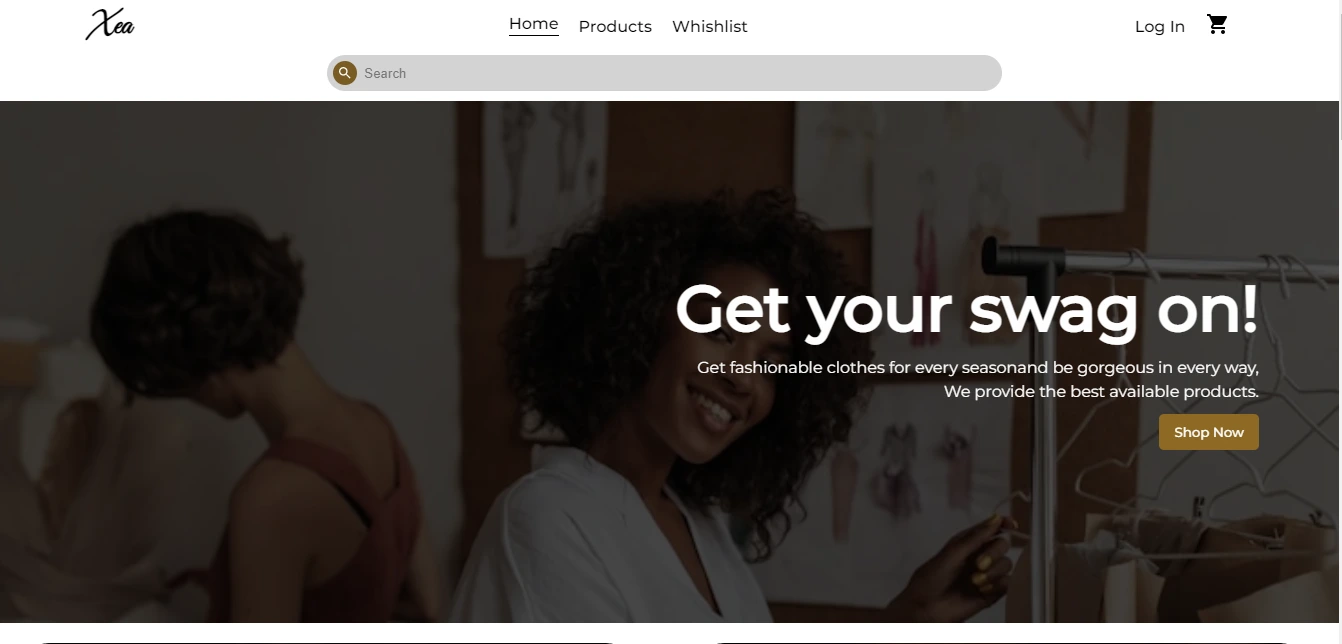 Xea
Home Products Whishlist
Log In
Search
Get your swag on!
Get fashionable clothes for every seasonand be gorgeous in every way,
We provide the best available products.
Shop Now